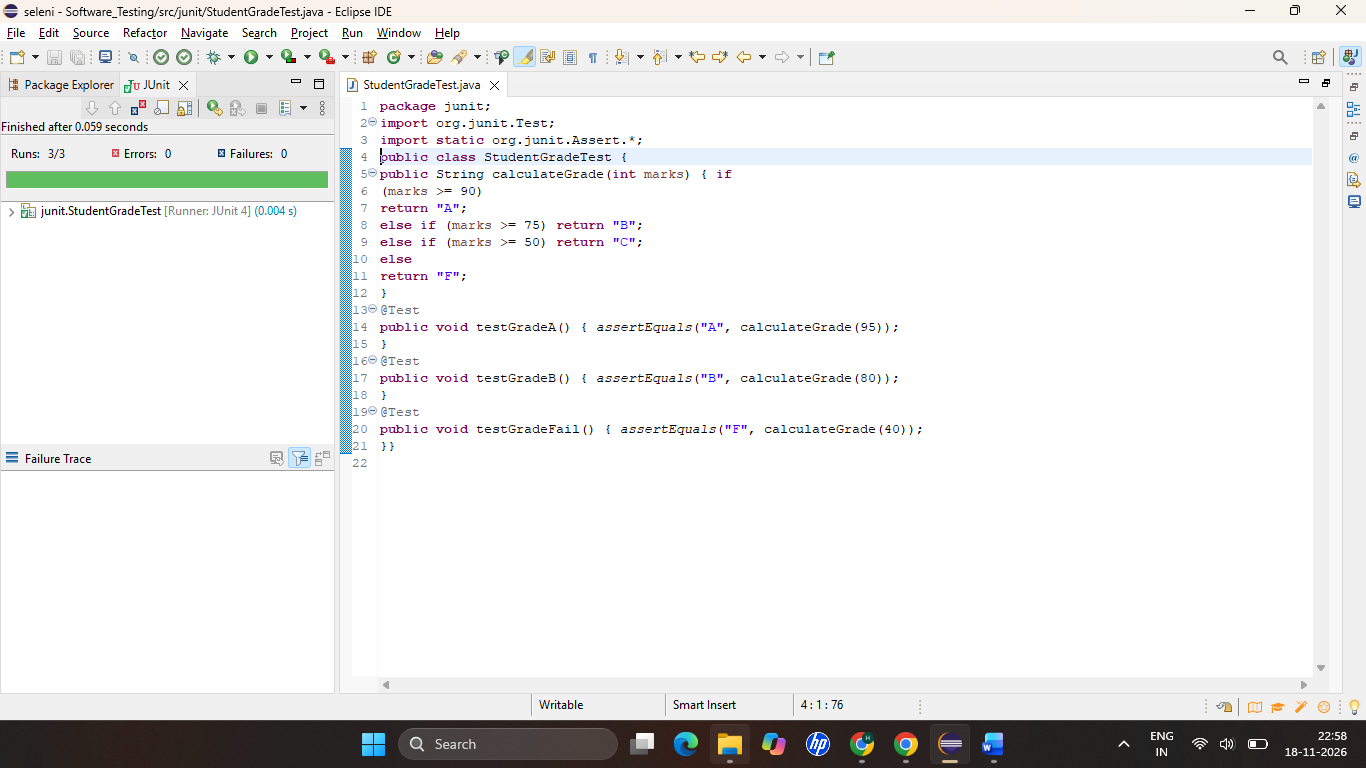 seleni - Software_Testing/src/junit/StudentGradeTest.java - Eclipse IDE
File Edit Source Refactor Navigate Search Project Run Window Help
Package Explorer JUnit
Finished after 0.059 seconds
Runs: 3/3 Errors: 0 Failures: 0
junit.StudentGradeTest [Runner: JUnit 4] (0.004 s)
Failure Trace
StudentGradeTest.java
1 package junit;
2 import org.junit.Test;
3 import static org.junit.Assert.*;
4 public class StudentGradeTest {
5 public String calculateGrade(int marks) { if
6 (marks >= 90)
7 return "A";
8 else if (marks >= 75) return "B";
9 else if (marks >= 50) return "C";
10 else
11 return "F";
12 }
13 @Test
14 public void testGradeA() { assertEquals("A", calculateGrade(95));
15 }
16 @Test
17 public void testGradeB() { assertEquals("B", calculateGrade(80));
18 }
19 @Test
20 public void testGradeFail() { assertEquals("F", calculateGrade(40));
21 }}
22
Writable Smart Insert 4 : 1 : 76
Search
ENG
IN
22:58
18-11-2026